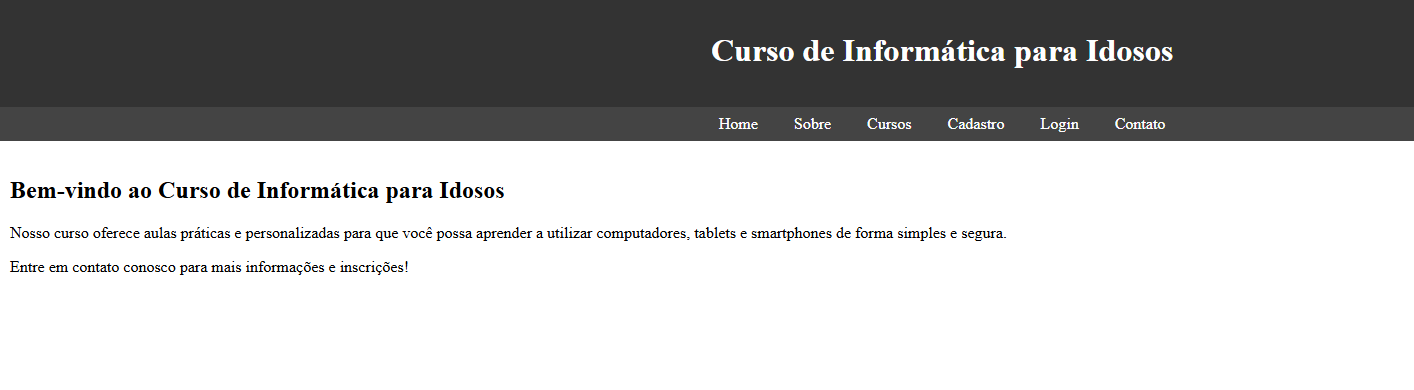 Curso de Informática para Idosos
Home Sobre Cursos Cadastro Login Contato
Bem-vindo ao Curso de Informática para Idosos
Nosso curso oferece aulas práticas e personalizadas para que você possa aprender a utilizar computadores, tablets e smartphones de forma simples e segura.
Entre em contato conosco para mais informações e inscrições!